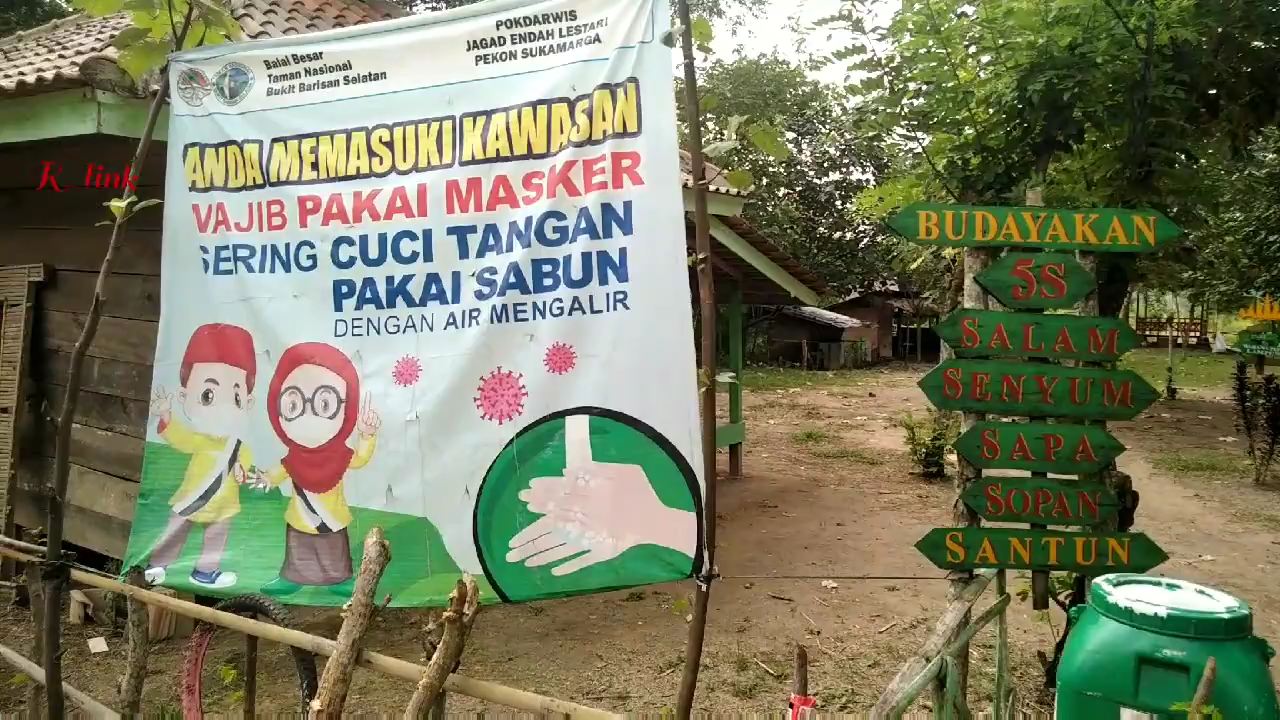 Balai Besar
Taman Nasional
Bukit Barisan Selatan
POKDARWIS
JAGAD ENDAH LESTARI
PEKON SUKAMARGA
ANDA MEMASUKI KAWASAN
WAJIB PAKAI MASKER
SERING CUCI TANGAN
PAKAI SABUN
DENGAN AIR MENGALIR
K_link
BUDAYAKAN
5S
SALAM
SENYUM
SAPA
SOPAN
SANTUN